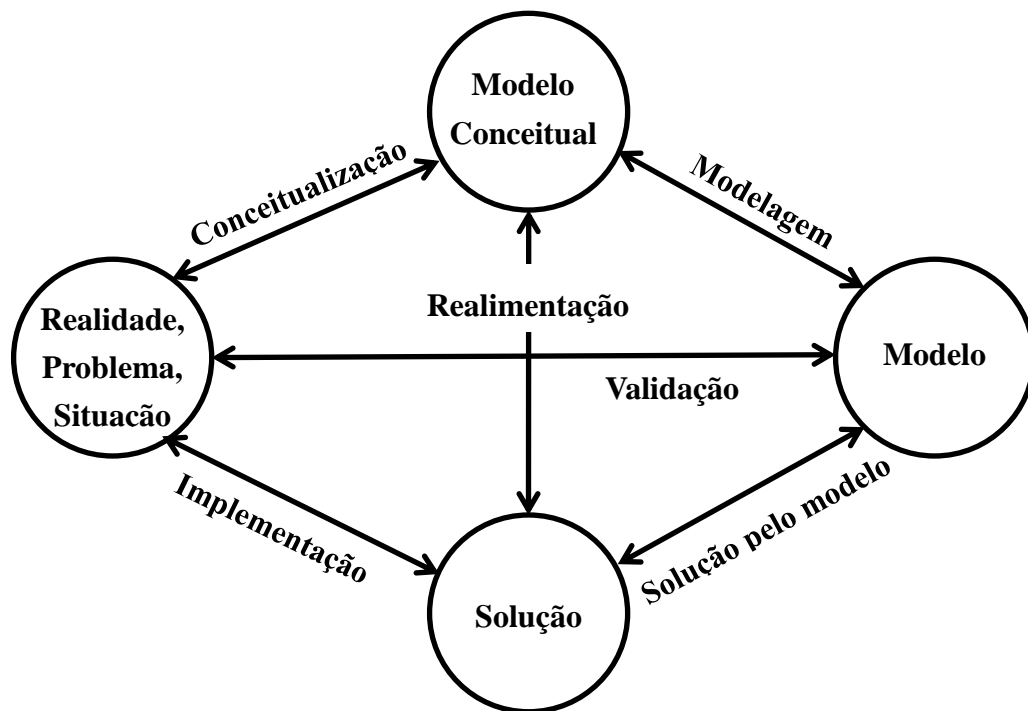 Modelo
Conceitual
Conceitualização
Modelagem
Realimentação
Realidade,
Problema,
Situacão
Modelo
Validação
Implementação
Solução pelo modelo
Solução